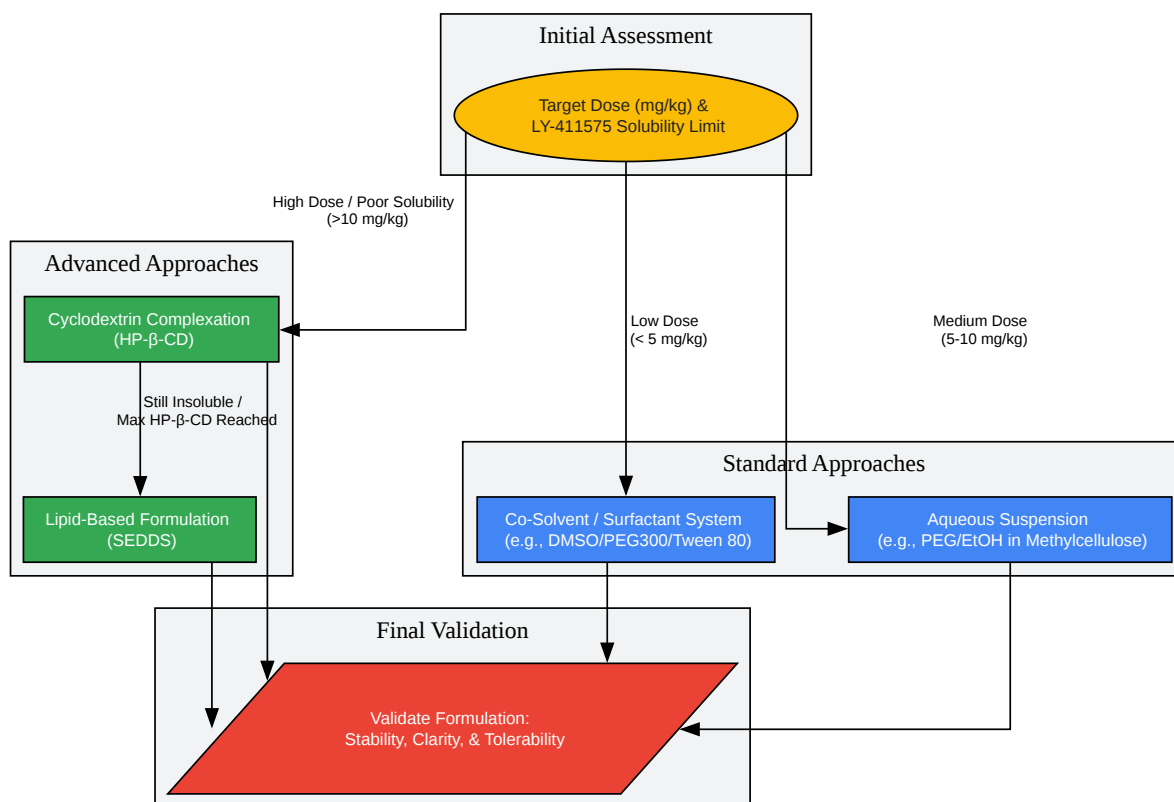 Initial Assessment
Target Dose (mg/kg) &
LY-411575 Solubility Limit
High Dose / Poor Solubility
(>10 mg/kg)
Advanced Approaches
Cyclodextrin Complexation
(HP-β-CD)
Low Dose
(< 5 mg/kg)
Medium Dose
(5-10 mg/kg)
Still Insoluble /
Max HP-β-CD Reached
Standard Approaches
Lipid-Based Formulation
(SEDDS)
Co-Solvent / Surfactant System
(e.g., DMSO/PEG300/Tween 80)
Aqueous Suspension
(e.g., PEG/EtOH in Methylcellulose)
Final Validation
Validate Formulation:
Stability, Clarity, & Tolerability